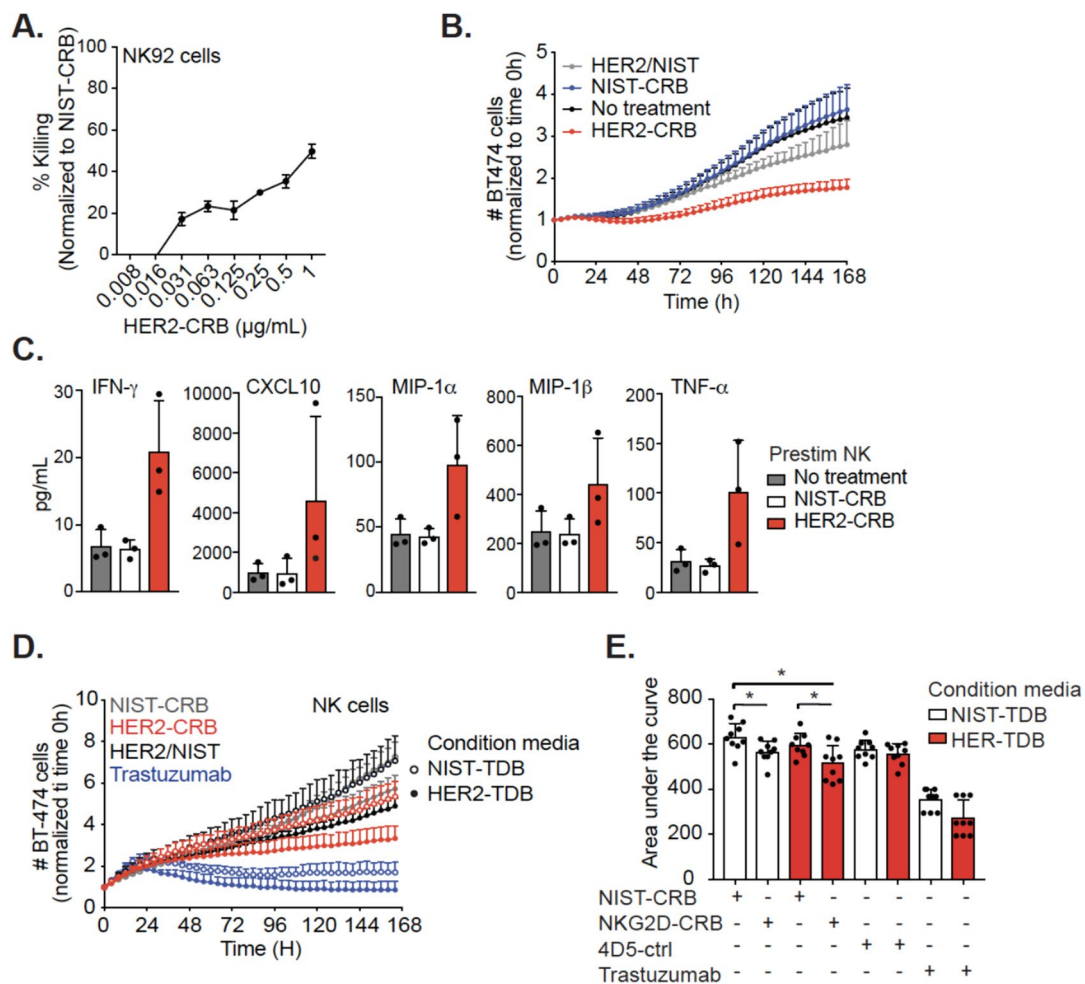 A.
NK92 cells
% Killing
(Normalized to NIST-CRB)
100
80
60
40
20
0
0.008
0.016
0.031
0.063
0.125
0.25
0.5
1
HER2-CRB (µg/mL)
B.
# BT474 cells
(normalized to time 0h)
5
4
3
2
1
0
HER2/NIST
NIST-CRB
No treatment
HER2-CRB
0 24 48 72 96 120 144 168
Time (h)
C.
pg/mL
IFN-γ
30
20
10
0
CXCL10
10000
8000
6000
4000
2000
0
MIP-1α
150
100
50
0
MIP-1β
800
600
400
200
0
TNF-α
200
150
100
50
0
Prestim NK
No treatment
NIST-CRB
HER2-CRB
D.
# BT-474 cells
(normalized ti time 0h)
10
8
6
4
2
0
NIST-CRB
HER2-CRB
HER2/NIST
Trastuzumab
NK cells
Condition media
NIST-TDB
HER2-TDB
0 24 48 72 96 120 144 168
Time (H)
E.
Area under the curve
800
600
400
200
0
*
* *
Condition media
NIST-TDB
HER-TDB
NIST-CRB + - + - - - - -
NKG2D-CRB - + - + - - - -
4D5-ctrl - - - - + + - -
Trastuzumab - - - - - - + +